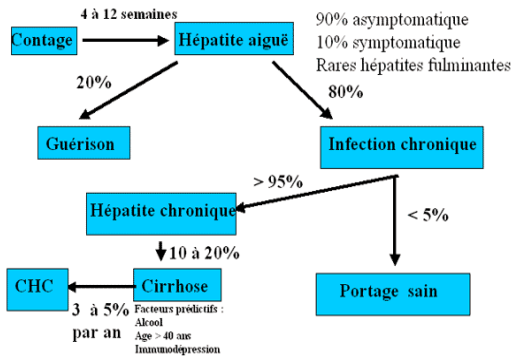 4 à 12 semaines
Contage
Hépatite aiguë
90% asymptomatique
10% symptomatique
Rares hépatites fulminantes
20%
80%
Guérison
Infection chronique
> 95%
< 5%
Hépatite chronique
10 à 20%
CHC
Cirrhose
Portage sain
3 à 5%
par an
Facteurs prédictifs :
Alcool
Age > 40 ans
Immunodépression